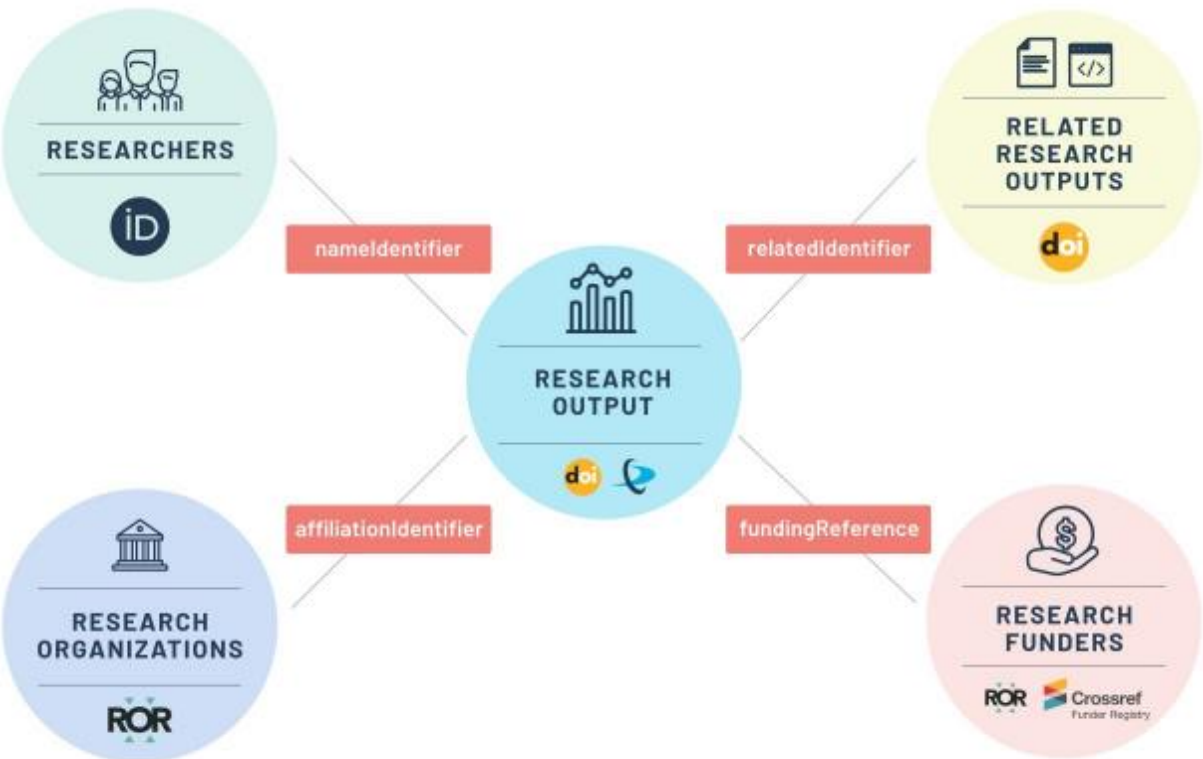 RESEARCHERS
iD
nameIdentifier
</>
RELATED
RESEARCH
OUTPUTS
doi
relatedIdentifier
RESEARCH
OUTPUT
doi
affiliationIdentifier
fundingReference
RESEARCH
ORGANIZATIONS
ROR
$
RESEARCH
FUNDERS
ROR
Crossref
Funder Registry